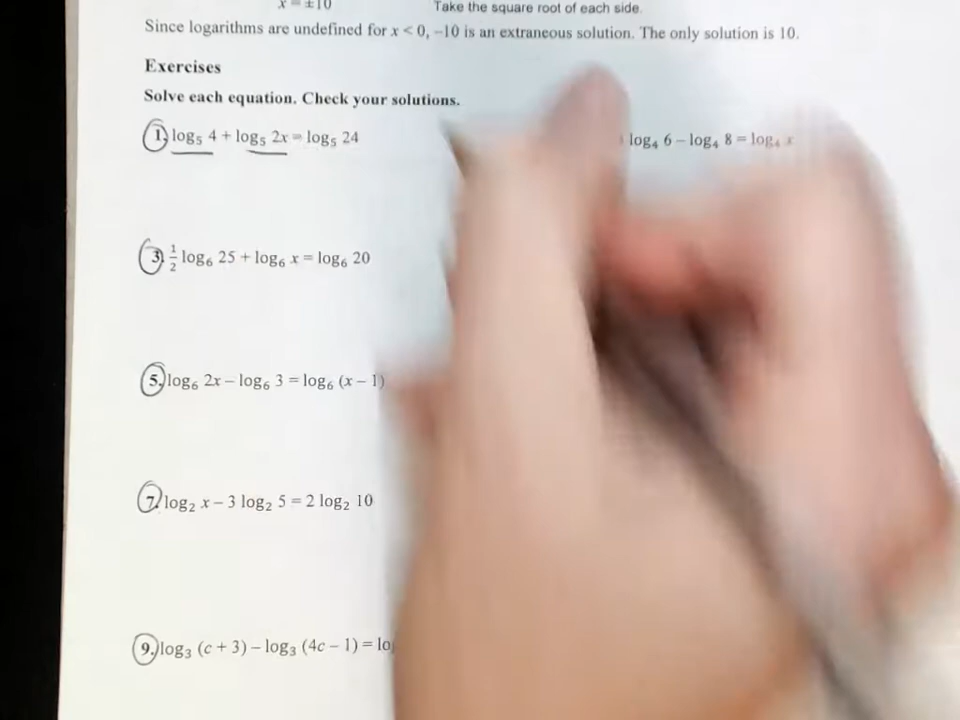 x = ±10 Take the square root of each side.
Since logarithms are undefined for x < 0, −10 is an extraneous solution. The only solution is 10.
Exercises
Solve each equation. Check your solutions.
1. log₅ 4 + log₅ 2x = log₅ 24
log₄ 6 − log₄ 8 = log₄ x
3. ½ log₆ 25 + log₆ x = log₆ 20
5. log₆ 2x − log₆ 3 = log₆ (x − 1)
7. log₂ x − 3 log₂ 5 = 2 log₂ 10
9. log₃ (c + 3) − log₃ (4c − 1) =